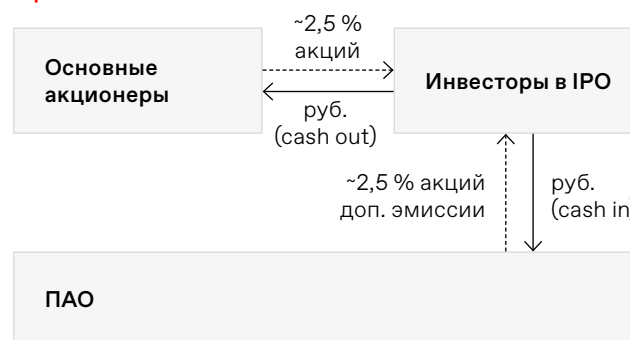 ~2,5 %
акций
Основные
акционеры
Инвесторы в IPO
руб.
(cash out)
~2,5 % акций
доп. эмиссии
руб.
(cash in)
ПАО